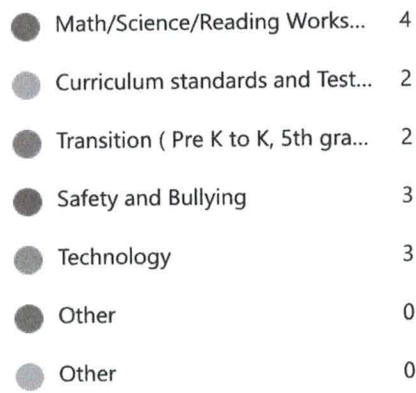 Math/Science/Reading Works... 4
Curriculum standards and Test... 2
Transition ( Pre K to K, 5th gra... 2
Safety and Bullying 3
Technology 3
Other 0
Other 0